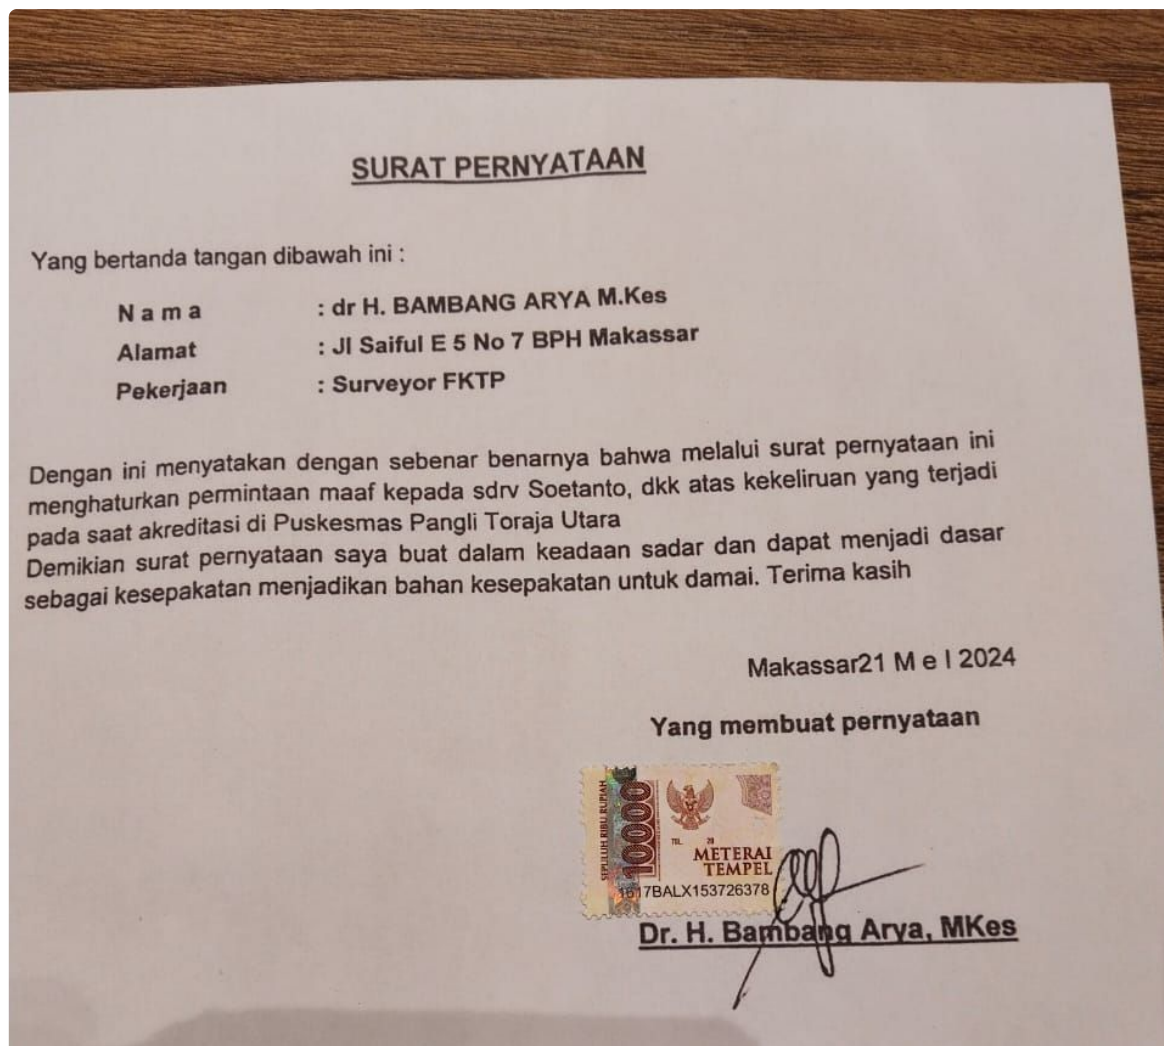 SURAT PERNYATAAN
Yang bertanda tangan dibawah ini :
N a m a : dr H. BAMBANG ARYA M.Kes
Alamat : Jl Saiful E 5 No 7 BPH Makassar
Pekerjaan : Surveyor FKTP
Dengan ini menyatakan dengan sebenar benarnya bahwa melalui surat pernyataan ini
menghaturkan permintaan maaf kepada sdrv Soetanto, dkk atas kekeliruan yang terjadi
pada saat akreditasi di Puskesmas Pangli Toraja Utara
Demikian surat pernyataan saya buat dalam keadaan sadar dan dapat menjadi dasar
sebagai kesepakatan menjadikan bahan kesepakatan untuk damai. Terima kasih
Makassar21 M e I 2024
Yang membuat pernyataan
SEPULUH RIBU RUPIAH
10000
TEL. 20
METERAI
TEMPEL
17BALX153726378
Dr. H. Bambang Arya, MKes